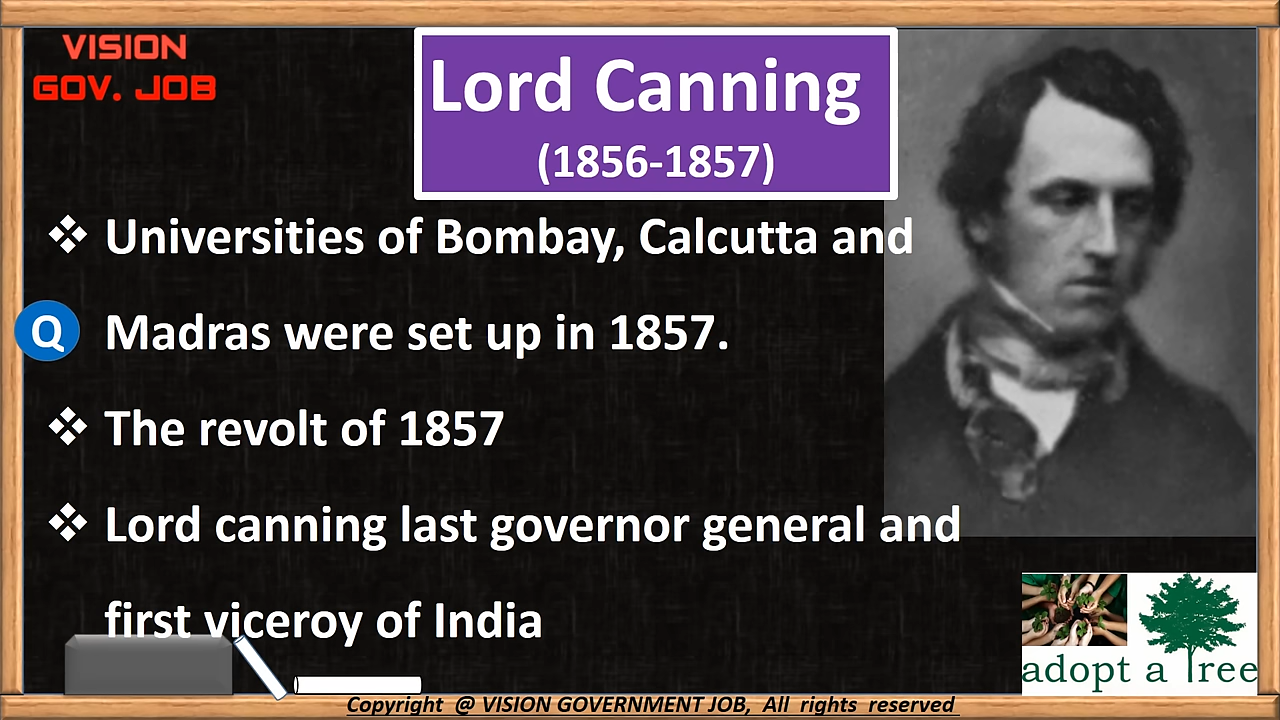 VISION
GOV. JOB
Lord Canning
(1856-1857)
❖ Universities of Bombay, Calcutta and
Q Madras were set up in 1857.
❖ The revolt of 1857
❖ Lord canning last governor general and
first viceroy of India
adopt a Tree
Copyright @ VISION GOVERNMENT JOB, All rights reserved